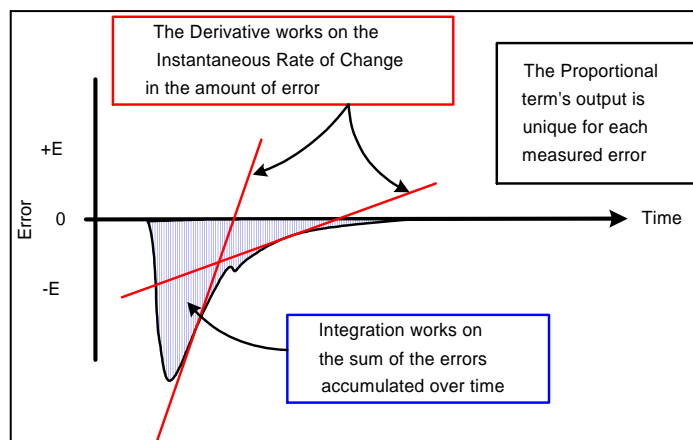 The Derivative works on the
Instantaneous Rate of Change
in the amount of error
The Proportional
term's output is
unique for each
measured error
+E
0
Time
Error
-E
Integration works on
the sum of the errors
accumulated over time